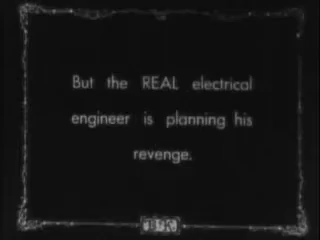 But the REAL electrical
engineer is planning his
revenge.
B•K